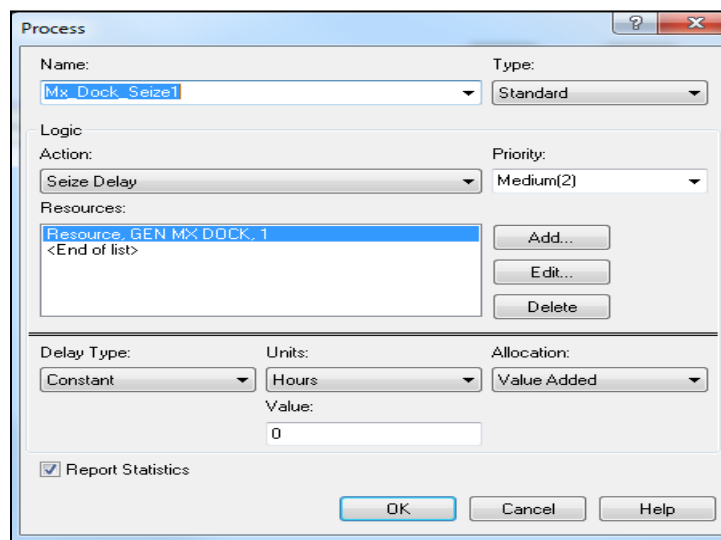 Process
Name: Type:
Mx_Dock_Seize1 Standard
Logic
Action: Priority:
Seize Delay Medium(2)
Resources:
Resource, GEN MX DOCK, 1 Add...
<End of list> Edit...
Delete
Delay Type: Units: Allocation:
Constant Hours Value Added
Value:
0
Report Statistics
OK Cancel Help